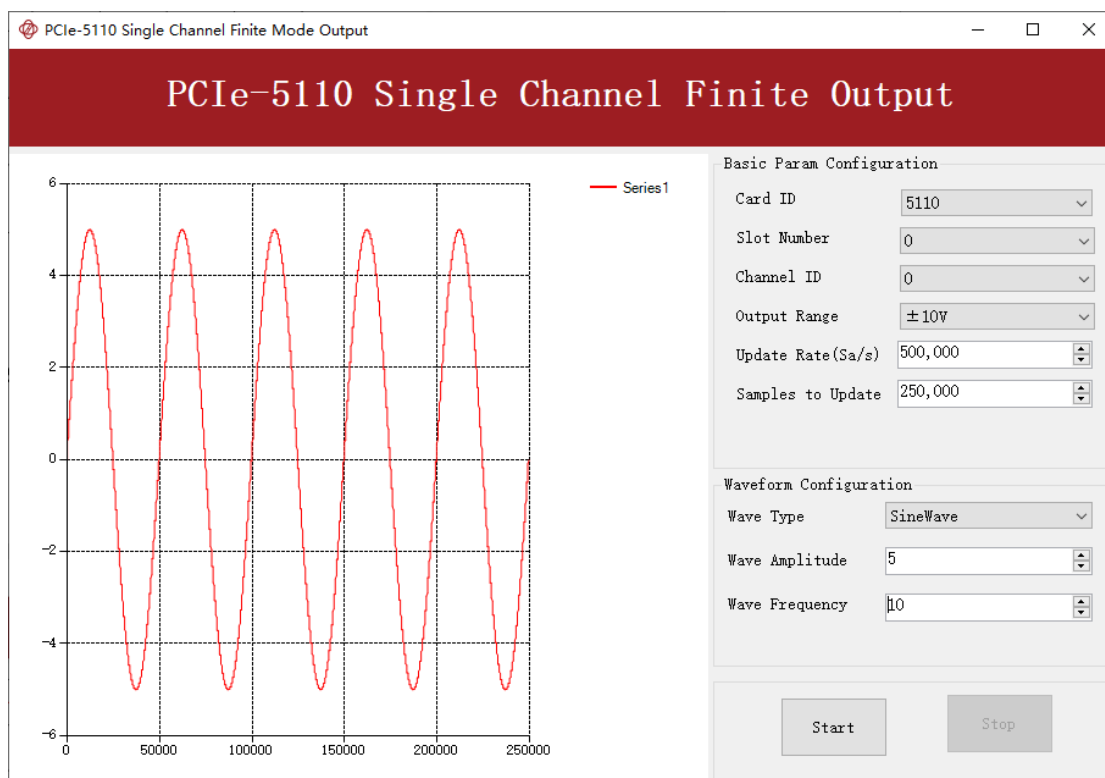 PCIe-5110 Single Channel Finite Mode Output
PCIe-5110 Single Channel Finite Output
6
4
2
0
-2
-4
-6
0 50000 100000 150000 200000 250000
Series1
Basic Param Configuration
Card ID 5110
Slot Number 0
Channel ID 0
Output Range ±10V
Update Rate(Sa/s) 500,000
Samples to Update 250,000
Waveform Configuration
Wave Type SineWave
Wave Amplitude 5
Wave Frequency 10
Start Stop